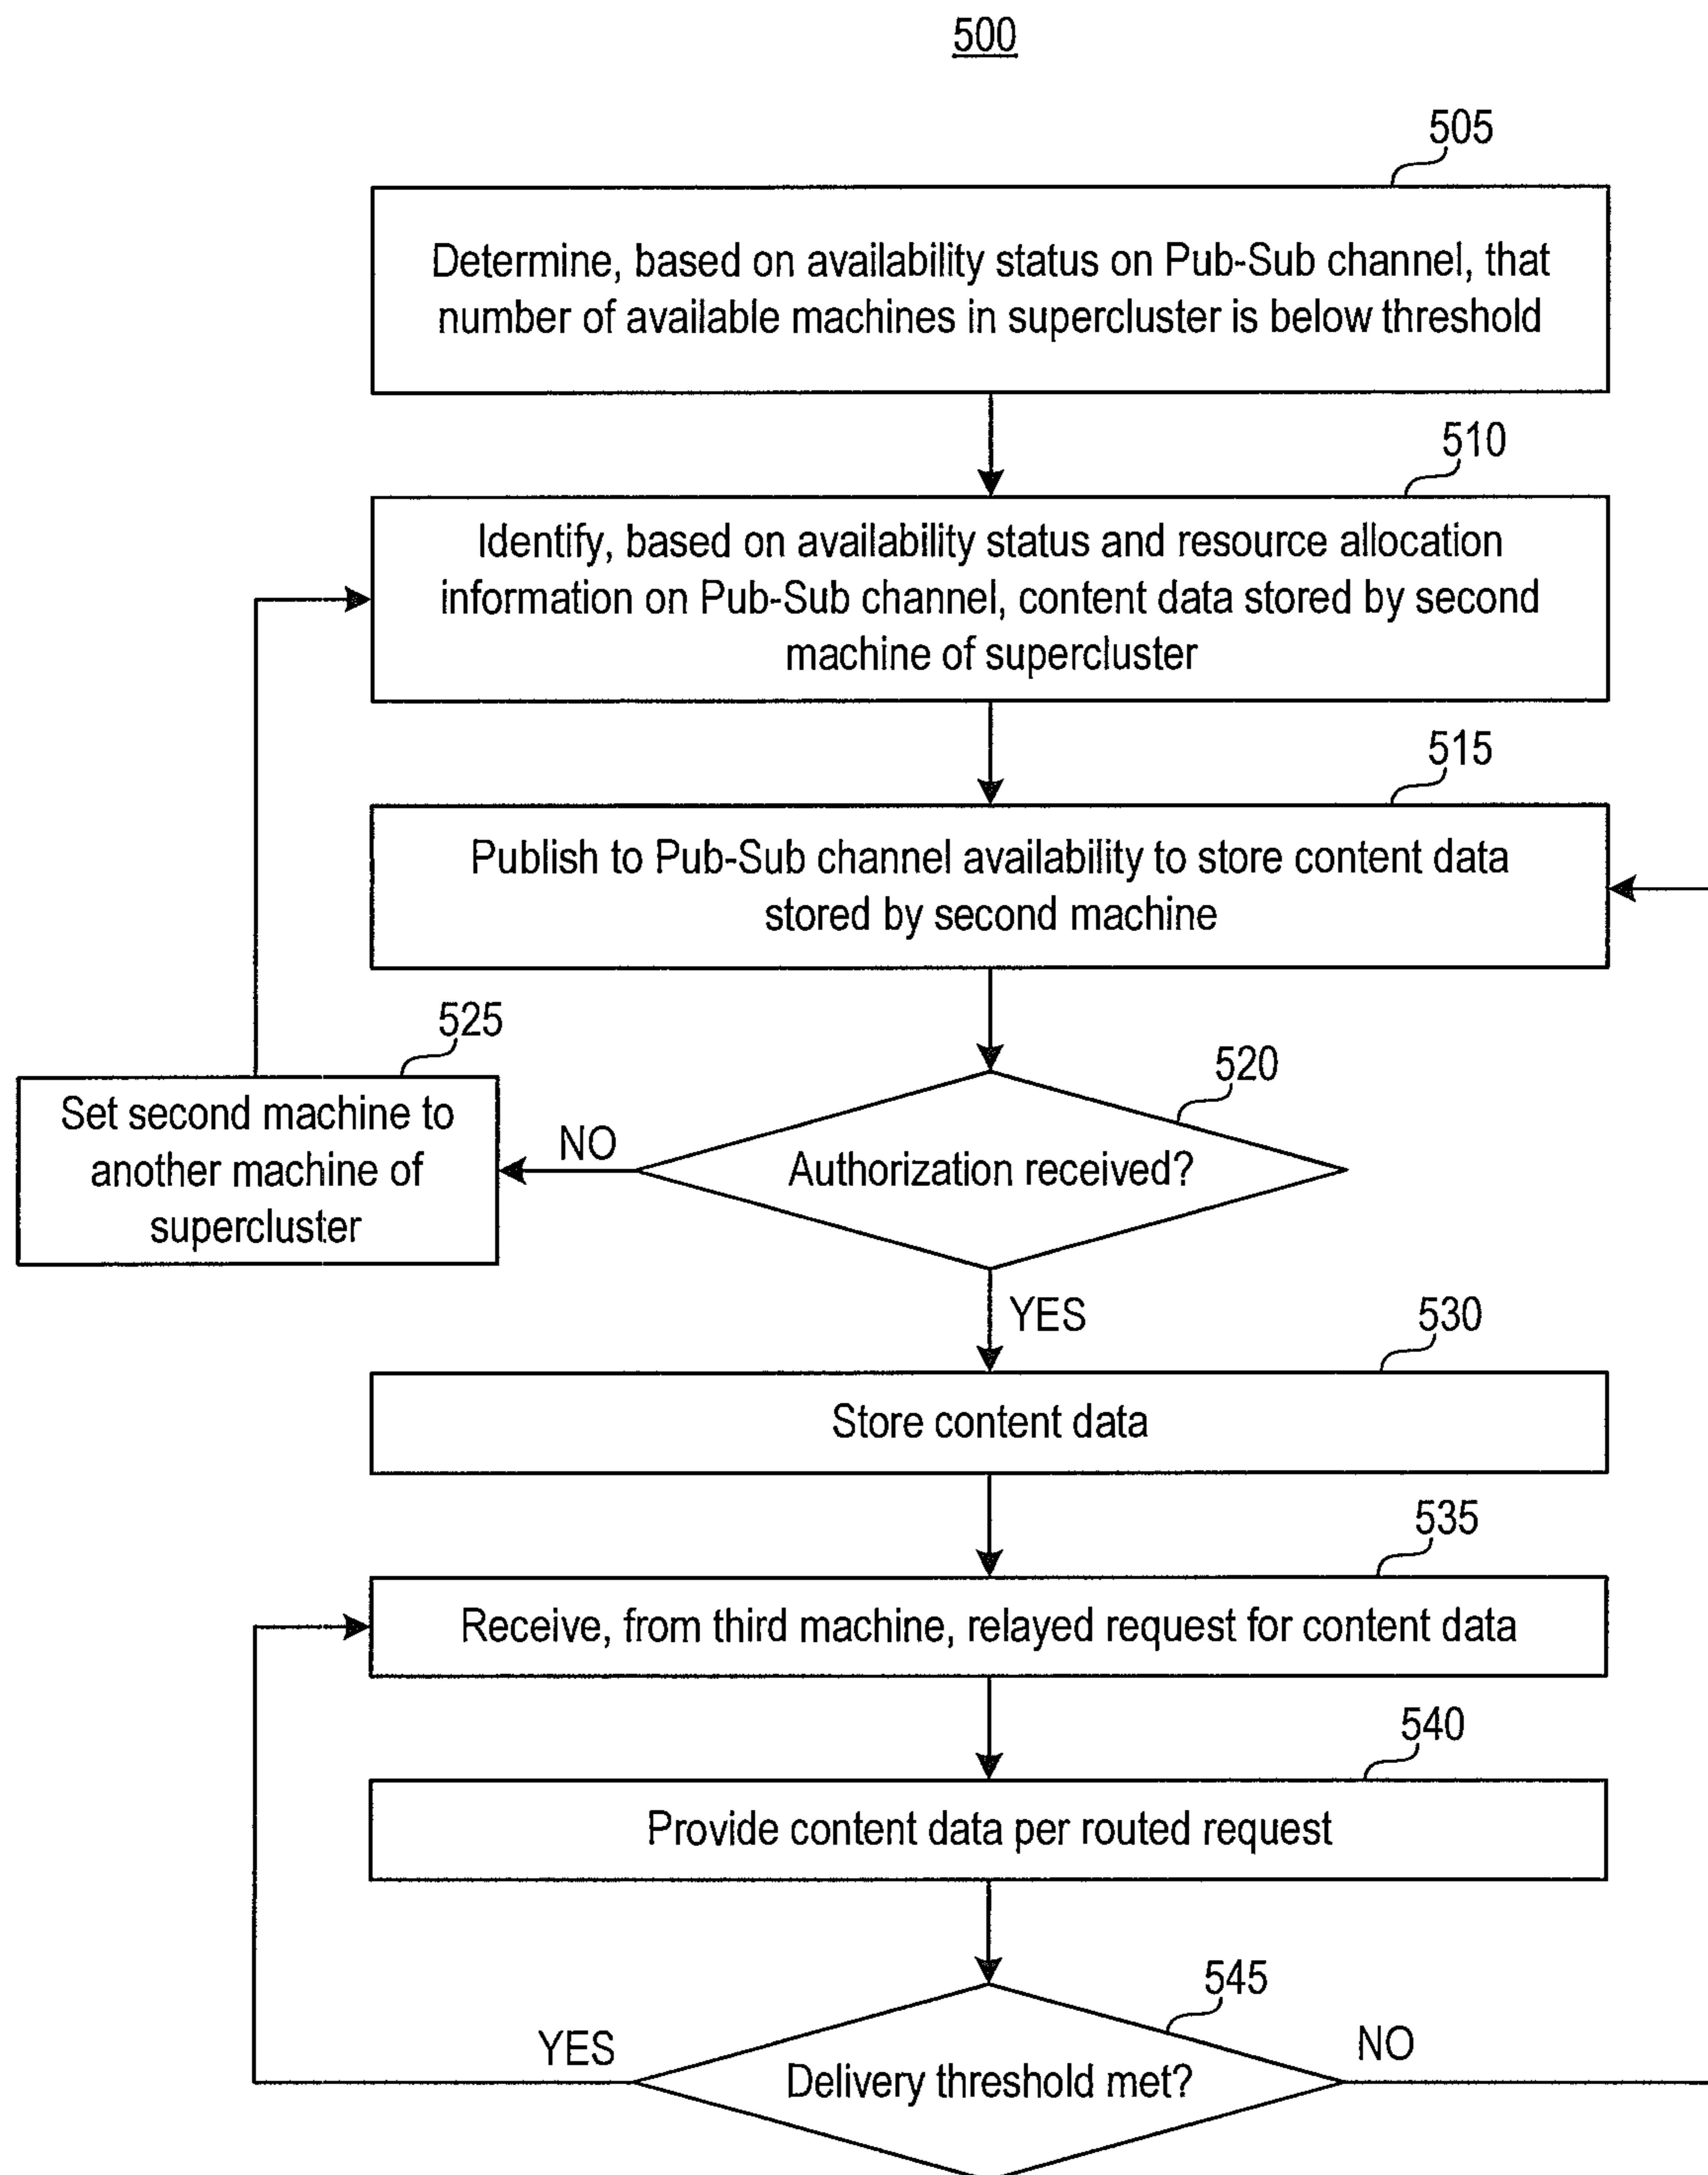 500
505
Determine, based on availability status on Pub-Sub channel, that
number of available machines in supercluster is below threshold
510
Identify, based on availability status and resource allocation
information on Pub-Sub channel, content data stored by second
machine of supercluster
515
Publish to Pub-Sub channel availability to store content data
stored by second machine
520
Authorization received?
NO
525
Set second machine to
another machine of
supercluster
YES
530
Store content data
535
Receive, from third machine, relayed request for content data
540
Provide content data per routed request
545
Delivery threshold met?
YES
NO